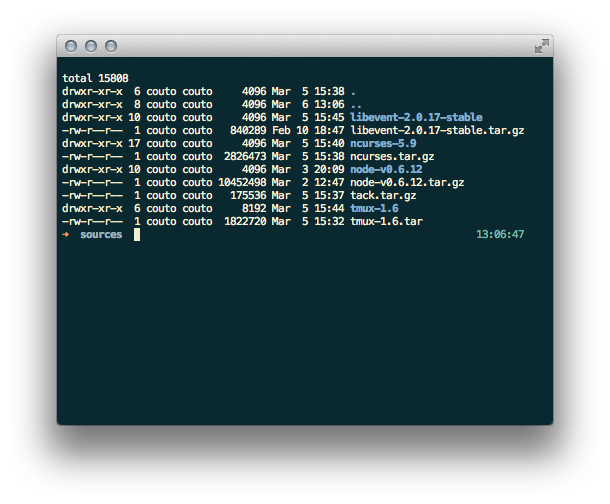 total 15808
drwxr-xr-x  6 couto couto     4096 Mar  5 15:38 .
drwxr-xr-x  8 couto couto     4096 Mar  6 13:06 ..
drwxr-xr-x 10 couto couto     4096 Mar  5 15:45 libevent-2.0.17-stable
-rw-r--r--  1 couto couto   840289 Feb 10 18:47 libevent-2.0.17-stable.tar.gz
drwxr-xr-x 17 couto couto     4096 Mar  5 15:40 ncurses-5.9
-rw-r--r--  1 couto couto  2826473 Mar  5 15:38 ncurses.tar.gz
drwxr-xr-x 10 couto couto     4096 Mar  3 20:09 node-v0.6.12
-rw-r--r--  1 couto couto 10452498 Mar  2 12:47 node-v0.6.12.tar.gz
-rw-r--r--  1 couto couto   175536 Mar  5 15:37 tack.tar.gz
drwxr-xr-x  6 couto couto     8192 Mar  5 15:44 tmux-1.6
-rw-r--r--  1 couto couto  1822720 Mar  5 15:32 tmux-1.6.tar
➜  sources 13:06:47